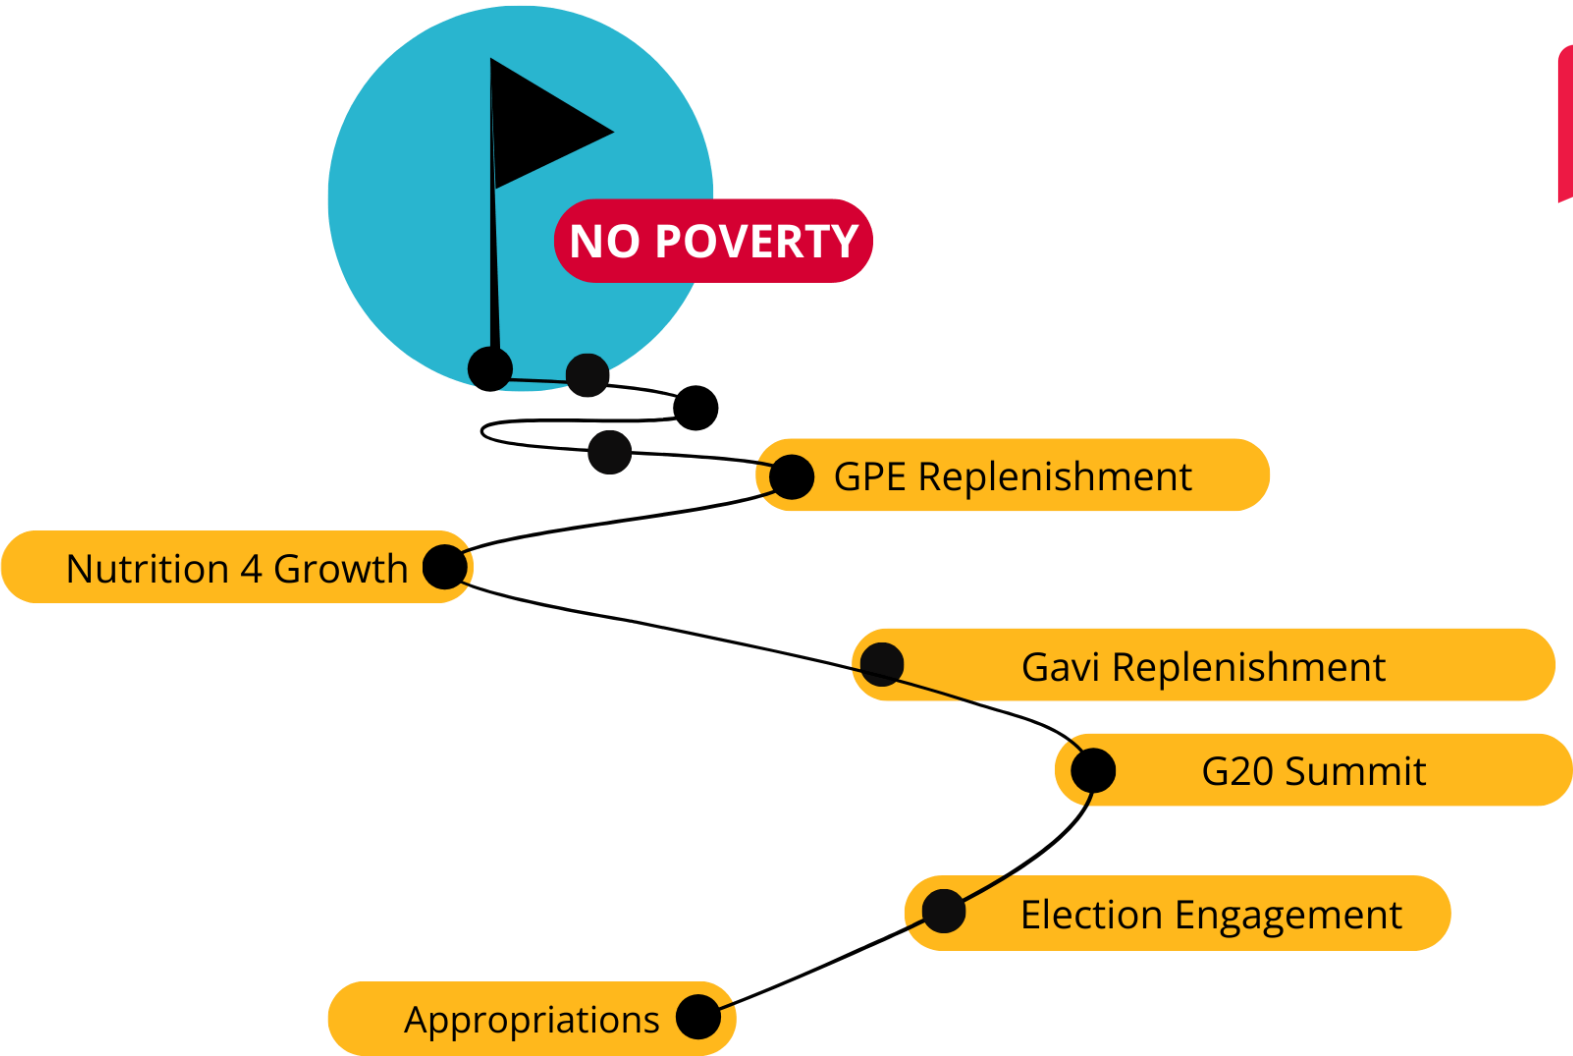 NO POVERTY
GPE Replenishment
Nutrition 4 Growth
Gavi Replenishment
G20 Summit
Election Engagement
Appropriations